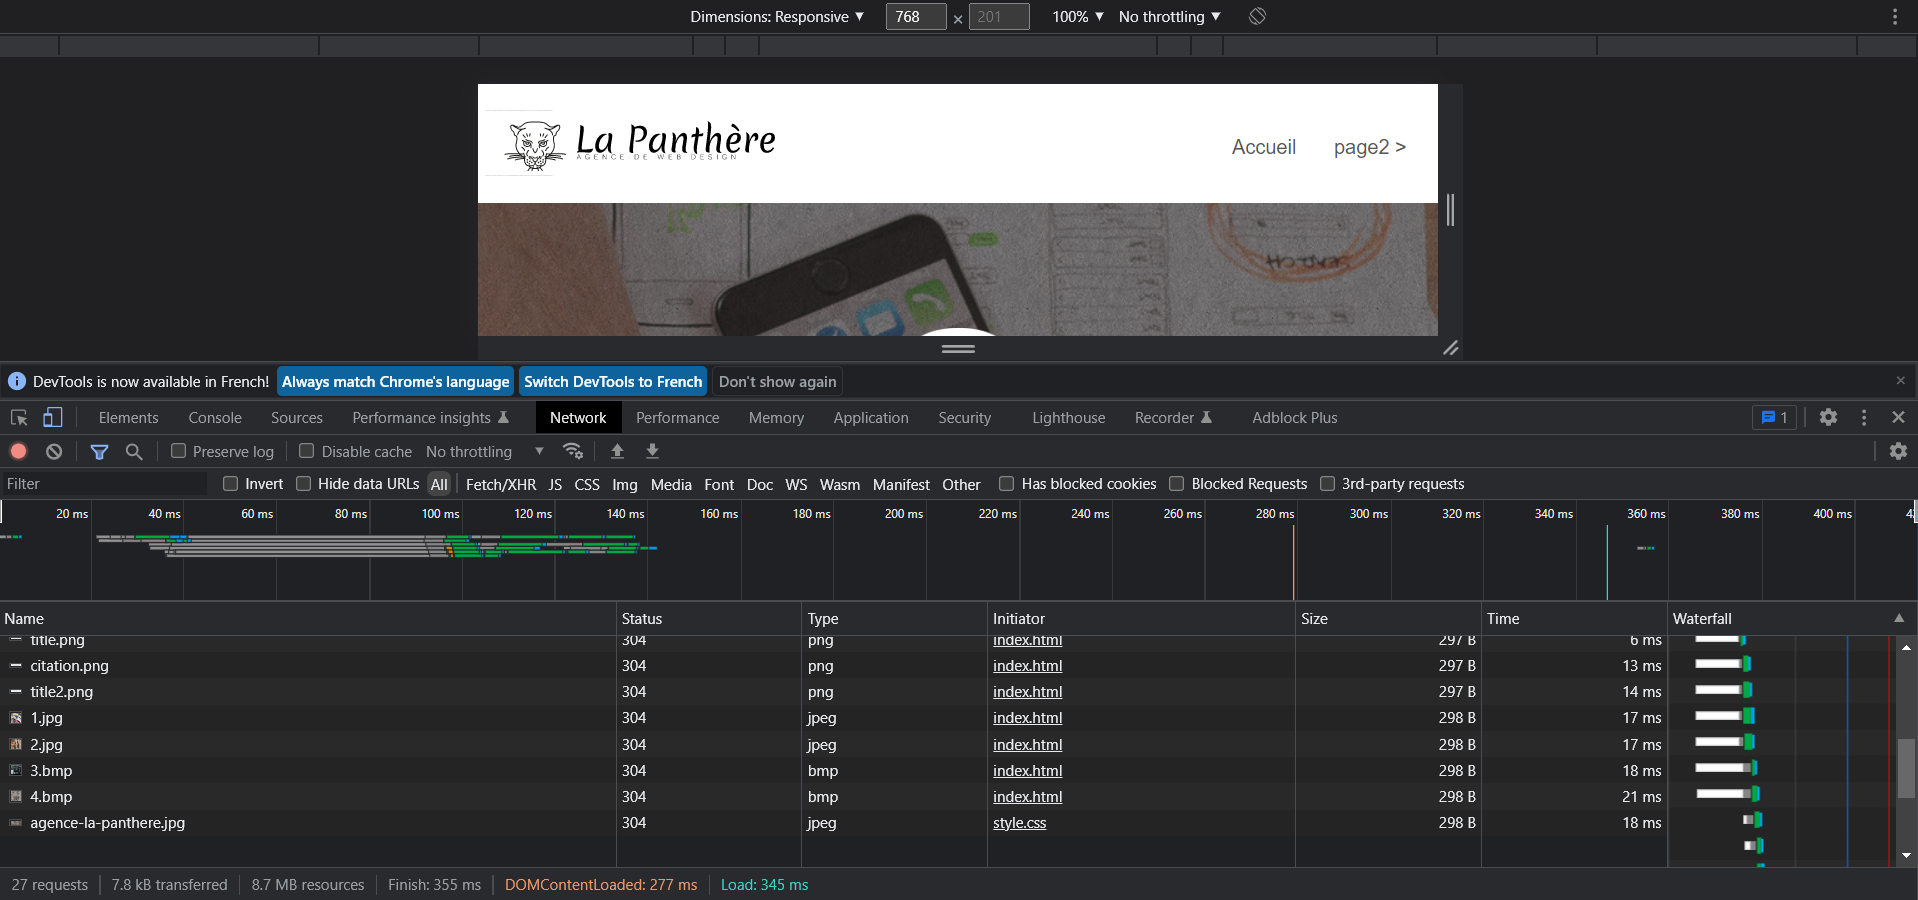 Dimensions: Responsive ▼ 768 × 201 100% ▼ No throttling ▼
La Panthère
AGENCE DE WEB DESIGN
Accueil page2 >
DevTools is now available in French! Always match Chrome's language Switch DevTools to French Don't show again
Elements Console Sources Performance insights Network Performance Memory Application Security Lighthouse Recorder Adblock Plus 1
Preserve log Disable cache No throttling
Filter Invert Hide data URLs All Fetch/XHR JS CSS Img Media Font Doc WS Wasm Manifest Other Has blocked cookies Blocked Requests 3rd-party requests
20 ms 40 ms 60 ms 80 ms 100 ms 120 ms 140 ms 160 ms 180 ms 200 ms 220 ms 240 ms 260 ms 280 ms 300 ms 320 ms 340 ms 360 ms 380 ms 400 ms
Name Status Type Initiator Size Time Waterfall
title.png 304 png index.html 297 B 6 ms
citation.png 304 png index.html 297 B 13 ms
title2.png 304 png index.html 297 B 14 ms
1.jpg 304 jpeg index.html 298 B 17 ms
2.jpg 304 jpeg index.html 298 B 17 ms
3.bmp 304 bmp index.html 298 B 18 ms
4.bmp 304 bmp index.html 298 B 21 ms
agence-la-panthere.jpg 304 jpeg style.css 298 B 18 ms
27 requests 7.8 kB transferred 8.7 MB resources Finish: 355 ms DOMContentLoaded: 277 ms Load: 345 ms